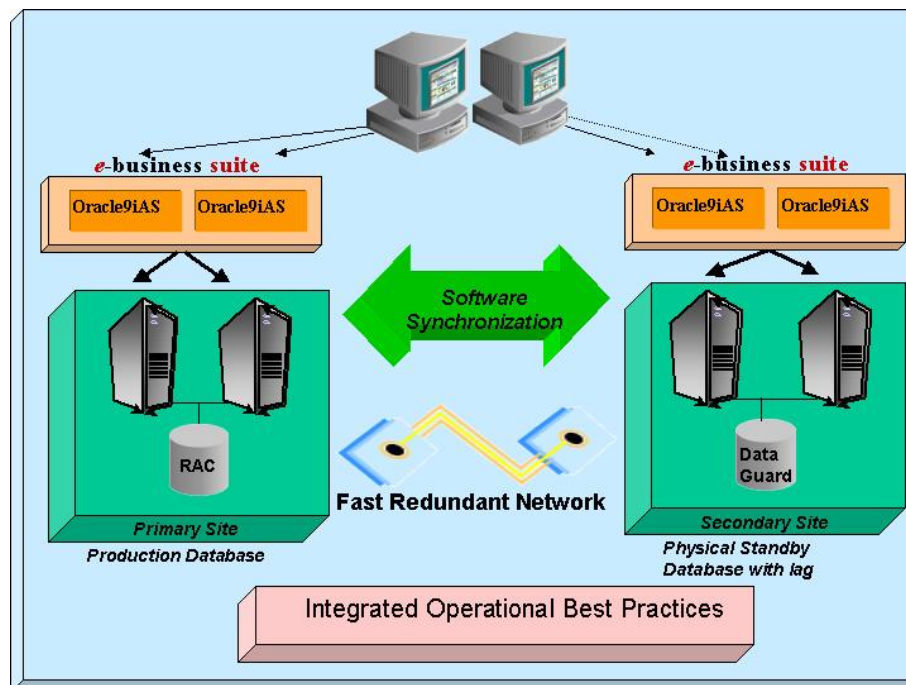 e-business suite
e-business suite
Oracle9iAS Oracle9iAS
Oracle9iAS Oracle9iAS
Software
Synchronization
RAC
Data
Guard
Fast Redundant Network
Primary Site
Secondary Site
Production Database
Physical Standby
Database with lag
Integrated Operational Best Practices